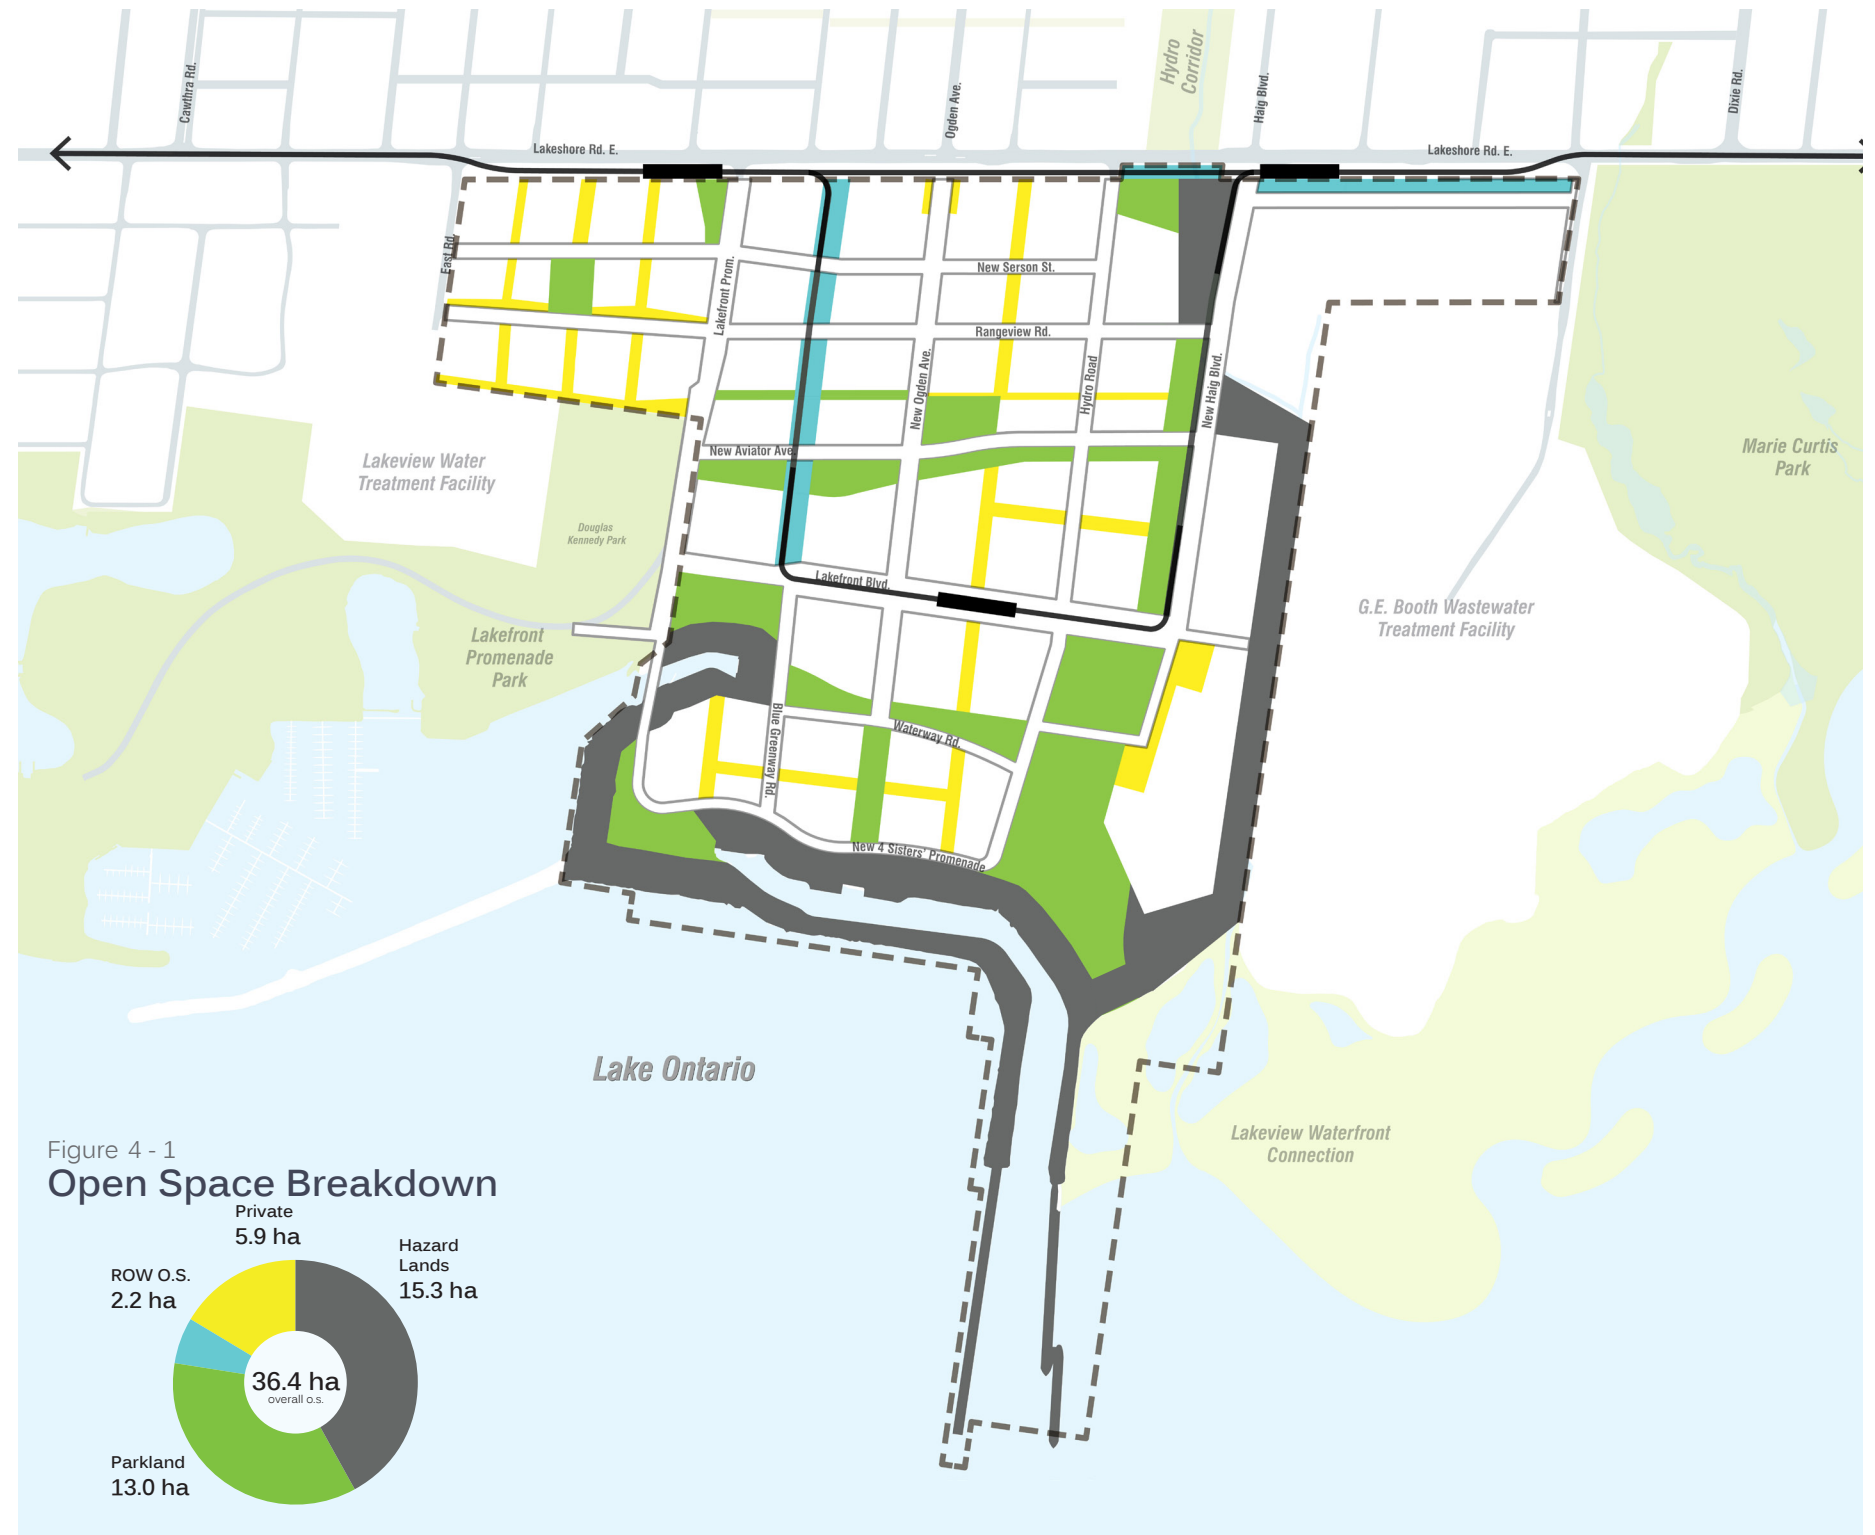 Hydro
Corridor
Cawthra Rd.
Ogden Ave.
Haig Blvd.
Dixie Rd.
Lakeshore Rd. E.
Lakeshore Rd. E.
East Rd.
Lakefront Prom.
New Serson St.
Rangeview Rd.
New Ogden Ave.
Hydro Road
New Haig Blvd.
New Aviator Ave.
Lakeview Water
Treatment Facility
Marie Curtis
Park
Douglas
Kennedy Park
Lakefront Blvd.
G.E. Booth Wastewater
Treatment Facility
Lakefront
Promenade
Park
Blue Greenway Rd.
Waterway Rd.
New 4 Sisters' Promenade
Lake Ontario
Lakeview Waterfront
Connection
Figure 4 - 1
Open Space Breakdown
Private
5.9 ha
Hazard
Lands
15.3 ha
ROW O.S.
2.2 ha
36.4 ha
overall o.s.
Parkland
13.0 ha